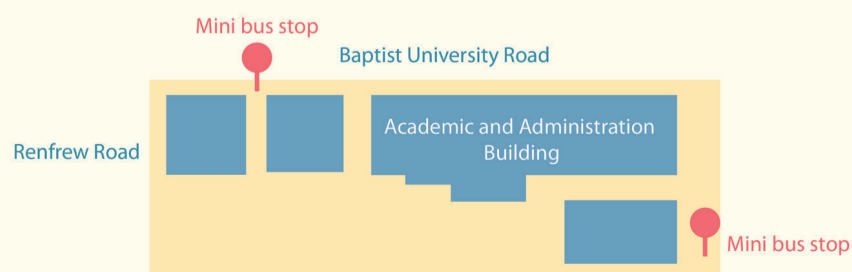 Mini bus stop
Baptist University Road
Academic and Administration
Building
Renfrew Road
Mini bus stop